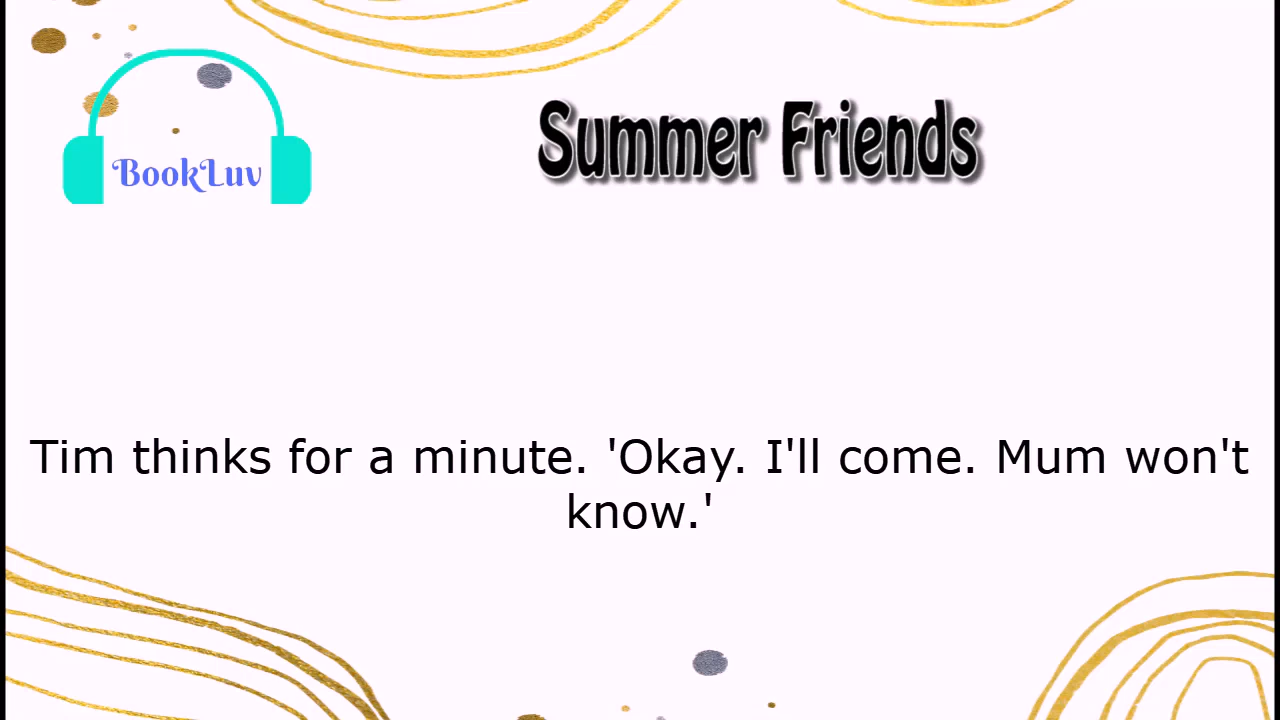 Summer Friends
BookLuv
Tim thinks for a minute. 'Okay. I'll come. Mum won't
know.'